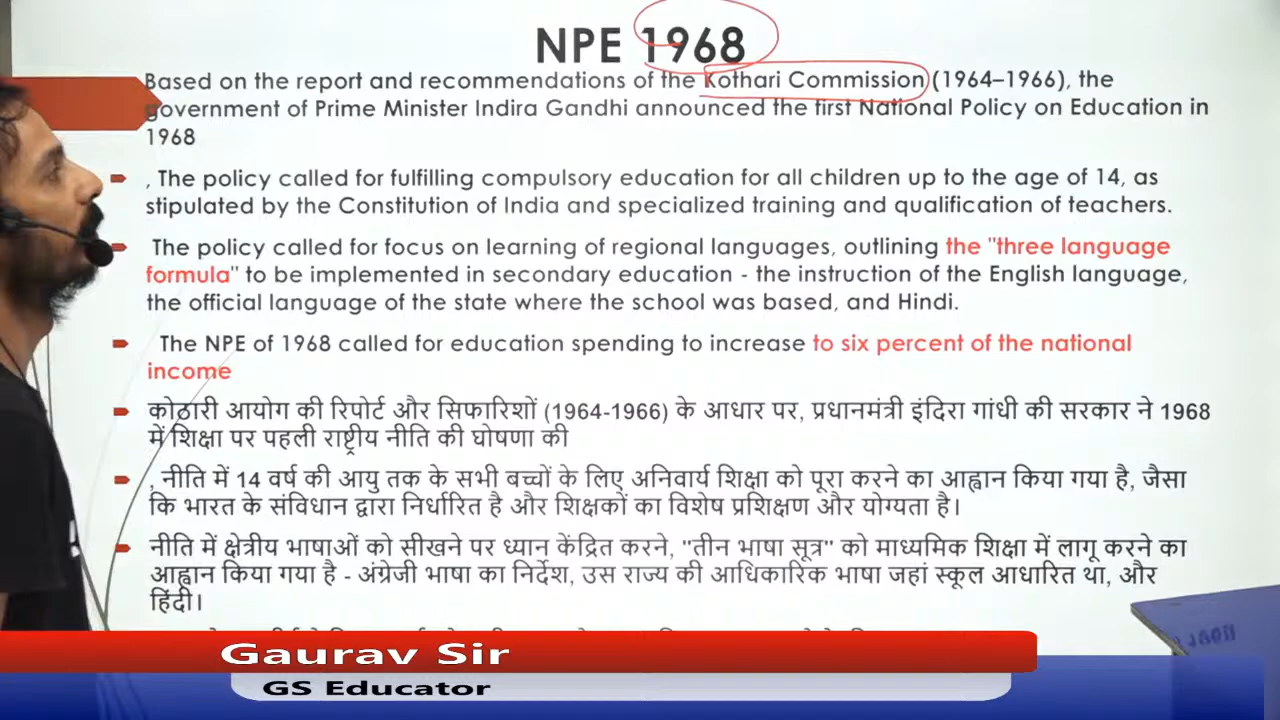 NPE 1968
Based on the report and recommendations of the Kothari Commission (1964–1966), the
government of Prime Minister Indira Gandhi announced the first National Policy on Education in
1968
, The policy called for fulfilling compulsory education for all children up to the age of 14, as
stipulated by the Constitution of India and specialized training and qualification of teachers.
The policy called for focus on learning of regional languages, outlining the "three language
formula" to be implemented in secondary education - the instruction of the English language,
the official language of the state where the school was based, and Hindi.
The NPE of 1968 called for education spending to increase to six percent of the national
income
कोठारी आयोग की रिपोर्ट और सिफारिशों (1964-1966) के आधार पर, प्रधानमंत्री इंदिरा गांधी की सरकार ने 1968
में शिक्षा पर पहली राष्ट्रीय नीति की घोषणा की
, नीति में 14 वर्ष की आयु तक के सभी बच्चों के लिए अनिवार्य शिक्षा को पूरा करने का आह्वान किया गया है, जैसा
कि भारत के संविधान द्वारा निर्धारित है और शिक्षकों का विशेष प्रशिक्षण और योग्यता है।
नीति में क्षेत्रीय भाषाओं को सीखने पर ध्यान केंद्रित करने, "तीन भाषा सूत्र" को माध्यमिक शिक्षा में लागू करने का
आह्वान किया गया है - अंग्रेजी भाषा का निर्देश, उस राज्य की आधिकारिक भाषा जहां स्कूल आधारित था, और
हिंदी।
Gaurav Sir
GS Educator